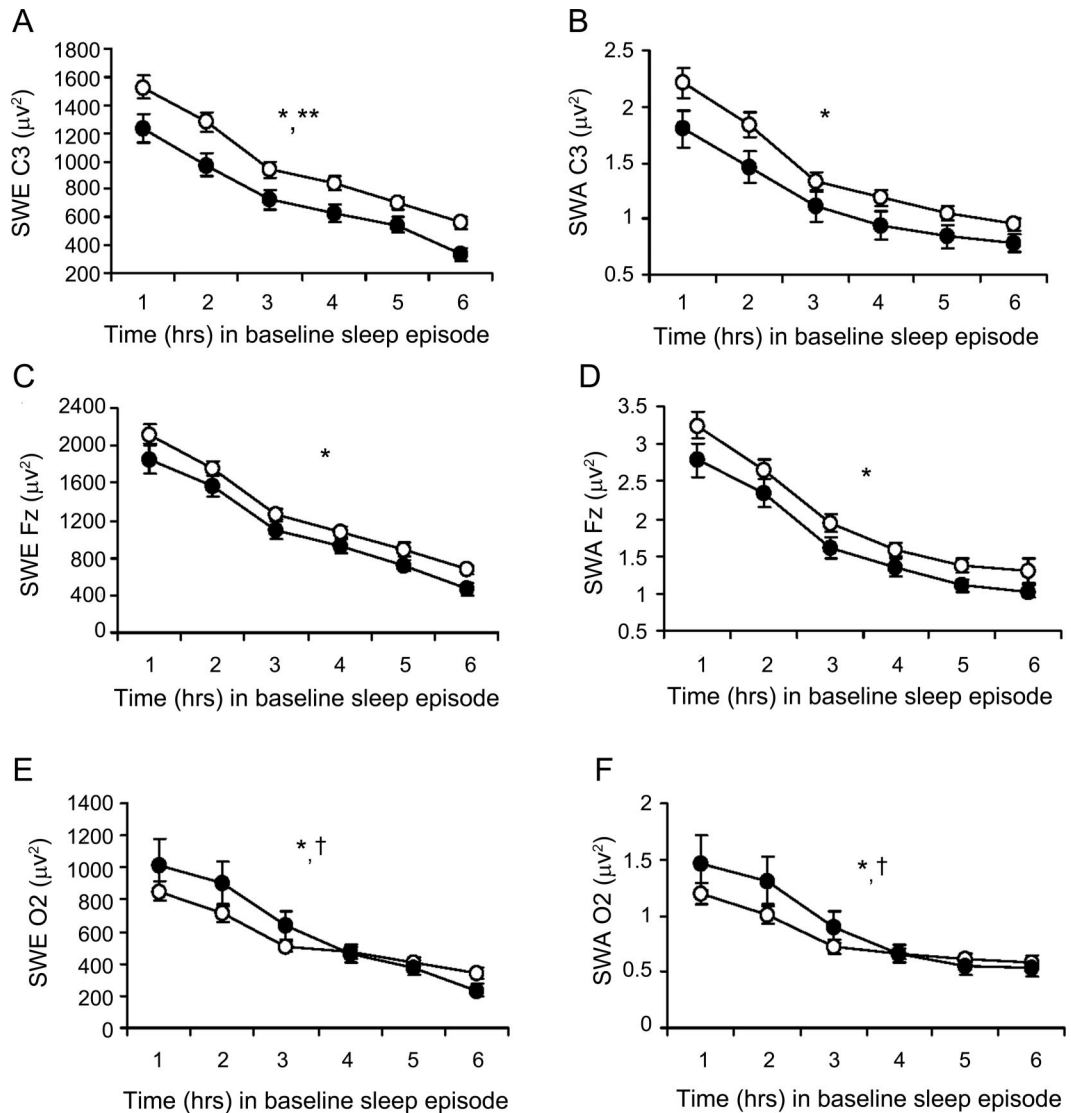 A
SWE C3 (μv²)
1800
1600
1400
1200
1000
800
600
400
200
*,**
1 2 3 4 5 6
Time (hrs) in baseline sleep episode
B
SWA C3 (μv²)
2.5
2
1.5
1
0.5
*
1 2 3 4 5 6
Time (hrs) in baseline sleep episode
C
SWE Fz (μv²)
2400
2000
1600
1200
800
400
0
*
1 2 3 4 5 6
Time (hrs) in baseline sleep episode
D
SWA Fz (μv²)
3.5
3
2.5
2
1.5
1
0.5
*
1 2 3 4 5 6
Time (hrs) in baseline sleep episode
E
SWE O2 (μv²)
1400
1200
1000
800
600
400
200
0
*,†
1 2 3 4 5 6
Time (hrs) in baseline sleep episode
F
SWA O2 (μv²)
2
1.5
1
0.5
0
*,†
1 2 3 4 5 6
Time (hrs) in baseline sleep episode